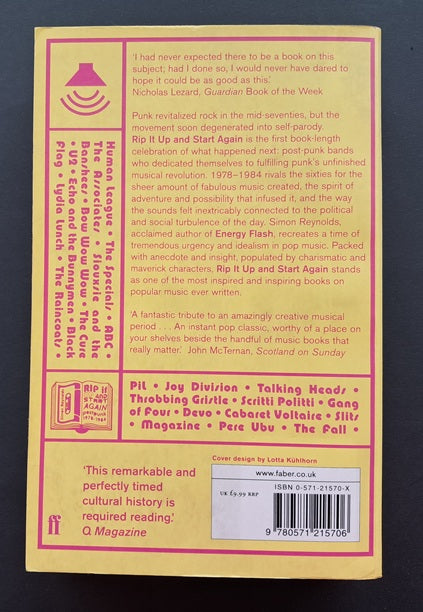 'I had never expected there to be a book on this
subject; had I done so, I would never have dared to
hope it could be as good as this.'
Nicholas Lezard, Guardian Book of the Week
Punk revitalized rock in the mid-seventies, but the
movement soon degenerated into self-parody.
Rip It Up and Start Again is the first book-length
celebration of what happened next: post-punk bands
who dedicated themselves to fulfilling punk's unfinished
musical revolution. 1978–1984 rivals the sixties for the
sheer amount of fabulous music created, the spirit of
adventure and possibility that infused it, and the way
the sounds felt inextricably connected to the political
and social turbulence of the day. Simon Reynolds,
acclaimed author of Energy Flash, recreates a time of
tremendous urgency and idealism in pop music. Packed
with anecdote and insight, populated by charismatic and
maverick characters, Rip It Up and Start Again stands
as one of the most inspired and inspiring books on
popular music ever written.
'A fantastic tribute to an amazingly creative musical
period . . . An instant pop classic, worthy of a place on
your shelves beside the handful of music books that
really matter.' John McTernan, Scotland on Sunday
Human League • The Specials • ABC •
The Associates • Siouxsie and the
Banshees • Bow Wow Wow • The Cure
• U2 • Echo and the Bunnymen • Black
Flag • Lydia Lunch • The Raincoats •
RIP it
UP AND
START
AGAIN
postpunk
1978-1984
PiL • Joy Division • Talking Heads •
Throbbing Gristle • Scritti Politti • Gang
of Four • Devo • Cabaret Voltaire • Slits
• Magazine • Pere Ubu • The Fall •
'This remarkable and
perfectly timed
cultural history is
required reading.'
Q Magazine
ff
Cover design by Lotta Kühlhorn
www.faber.co.uk
UK £9.99 RRP
ISBN 0-571-21570-X
9 780571 215706